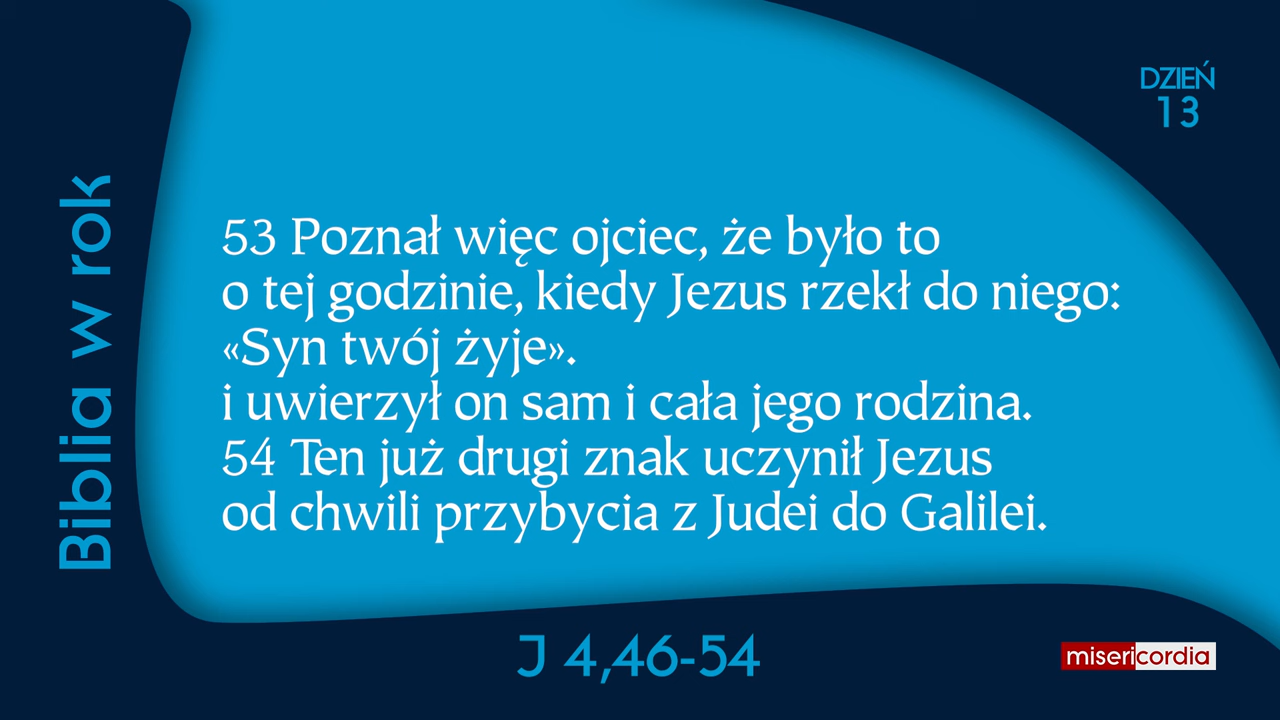 DZIEŃ
13
Biblia w rok
53 Poznał więc ojciec, że było to
o tej godzinie, kiedy Jezus rzekł do niego:
«Syn twój żyje».
i uwierzył on sam i cała jego rodzina.
54 Ten już drugi znak uczynił Jezus
od chwili przybycia z Judei do Galilei.
J 4,46-54
misericordia